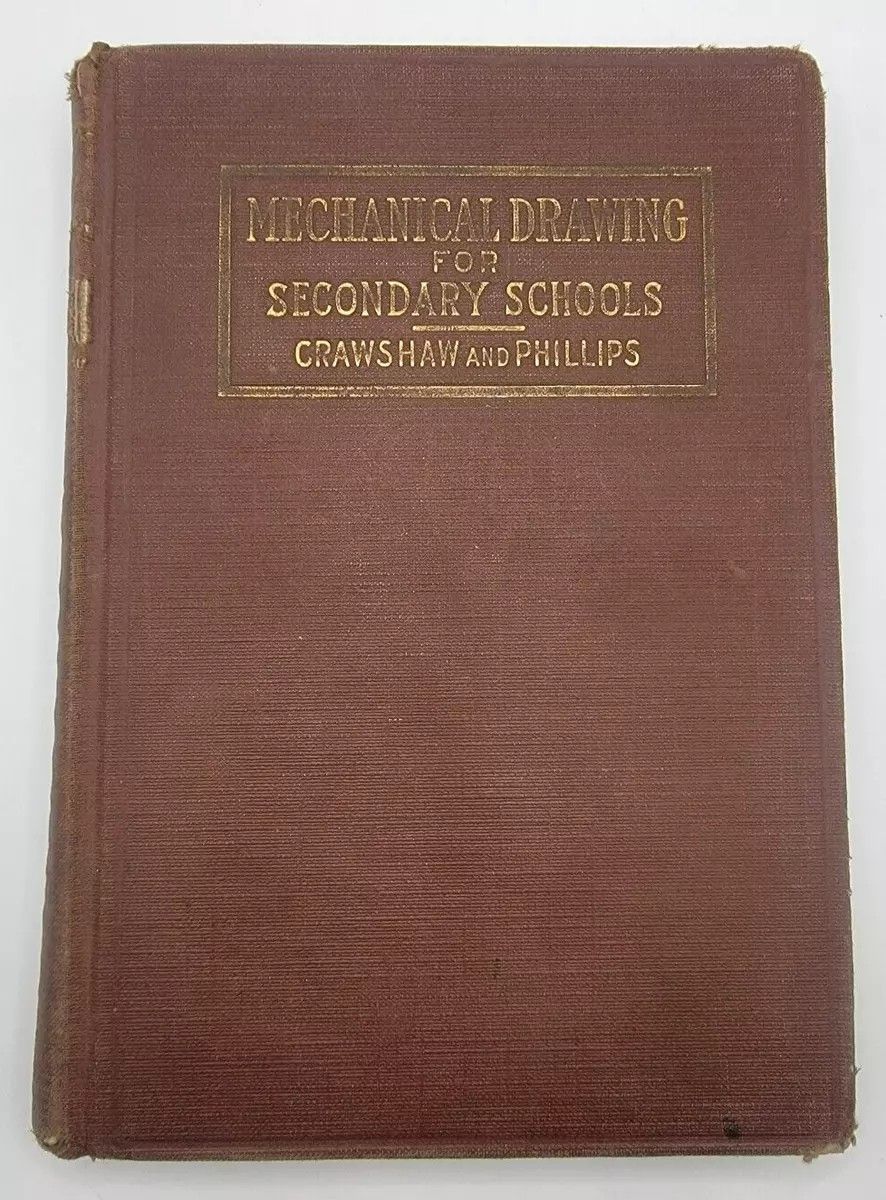 MECHANICAL DRAWING
FOR
SECONDARY SCHOOLS
CRAWSHAW AND PHILLIPS